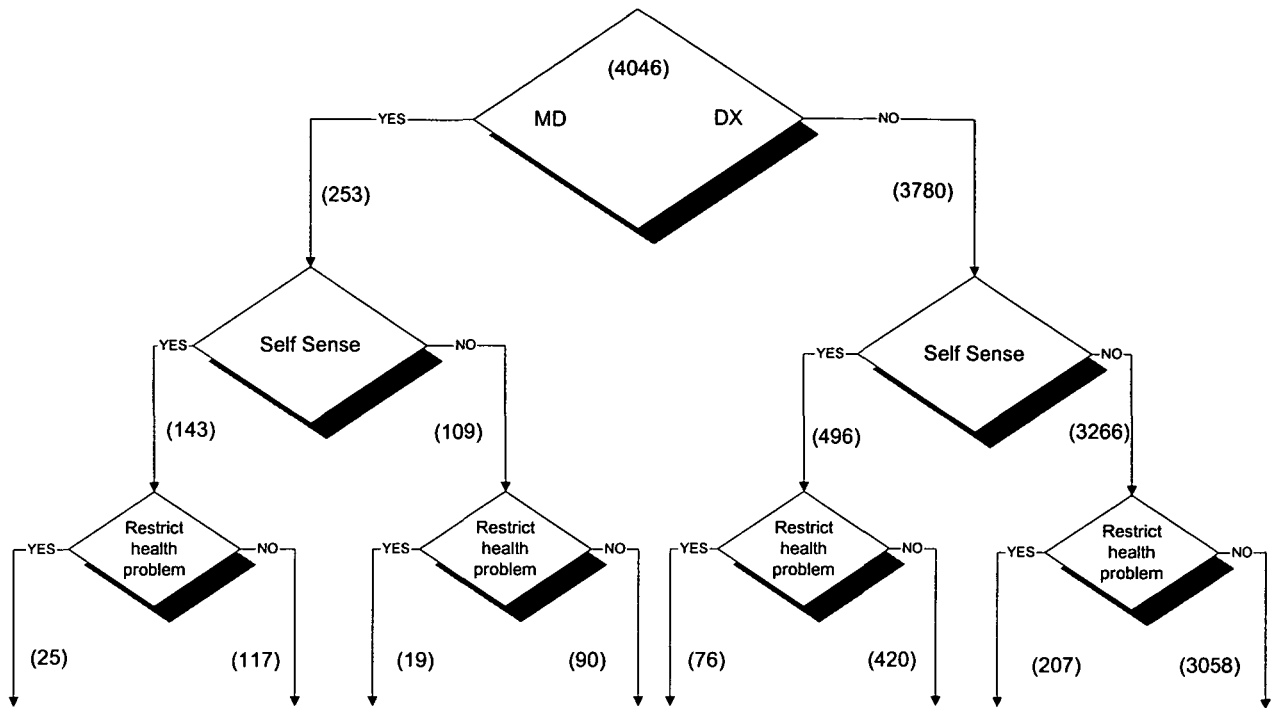 (4046)
MD DX
YES NO
(253) (3780)
Self Sense Self Sense
YES NO YES NO
(143) (109) (496) (3266)
Restrict
health
problem
Restrict
health
problem
Restrict
health
problem
Restrict
health
problem
YES NO YES NO YES NO YES NO
(25) (117) (19) (90) (76) (420) (207) (3058)